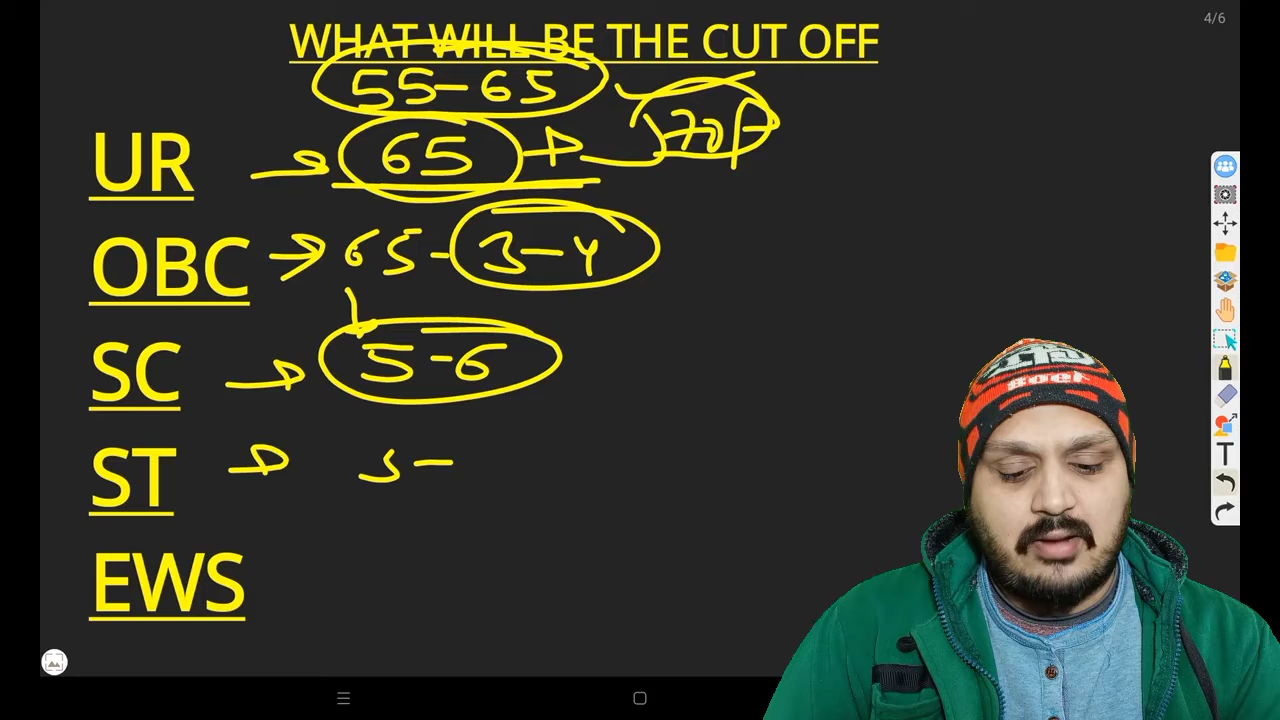 4/6
WHAT WILL BE THE CUT OFF
55-65
UR → 65
OBC → 65-3-4
SC → 5-6
ST →
EWS
T